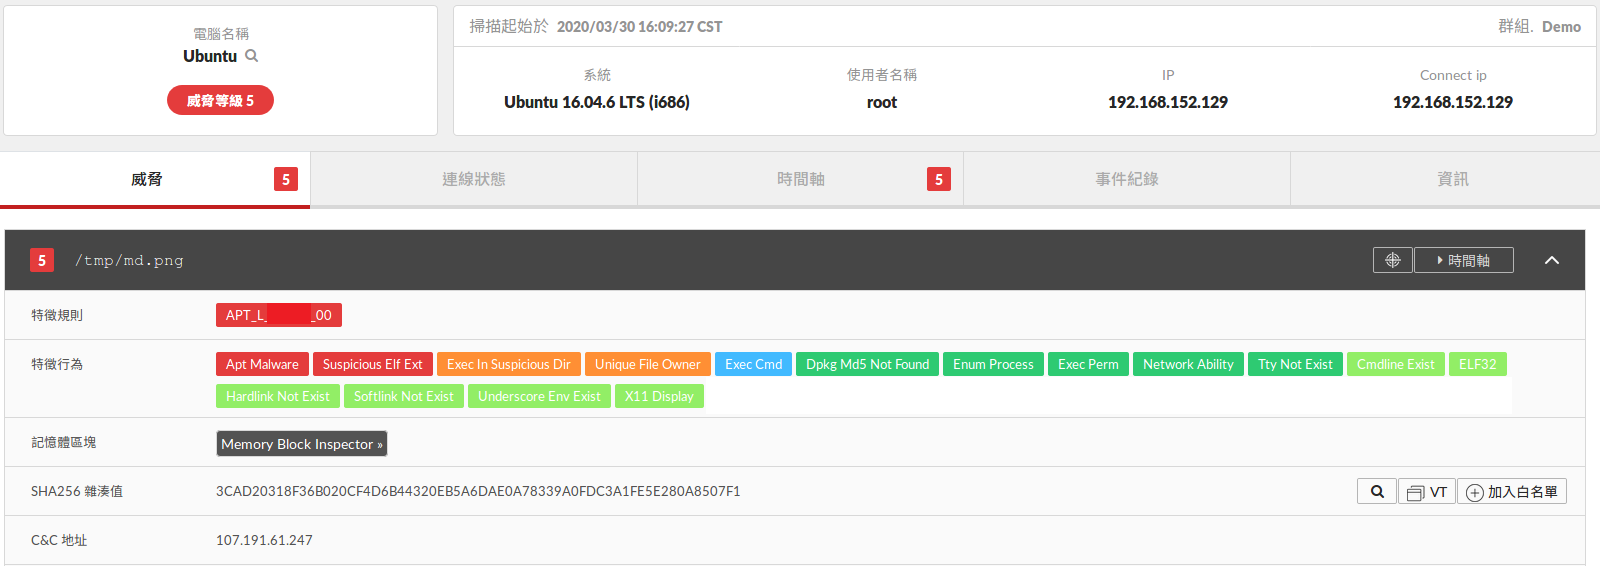 電腦名稱
Ubuntu
威脅等級 5
掃描起始於 2020/03/30 16:09:27 CST 群組. Demo
系統 使用者名稱 IP Connect ip
Ubuntu 16.04.6 LTS (i686) root 192.168.152.129 192.168.152.129
威脅 5 連線狀態 時間軸 5 事件紀錄 資訊
5 /tmp/md.png 時間軸
特徵規則 APT_L_ _00
特徵行為 Apt Malware Suspicious Elf Ext Exec In Suspicious Dir Unique File Owner Exec Cmd Dpkg Md5 Not Found Enum Process Exec Perm Network Ability Tty Not Exist Cmdline Exist ELF32
Hardlink Not Exist Softlink Not Exist Underscore Env Exist X11 Display
記憶體區塊 Memory Block Inspector »
SHA256 雜湊值 3CAD20318F36B020CF4D6B44320EB5A6DAE0A78339A0FDC3A1FE5E280A8507F1 VT 加入白名單
C&C 地址 107.191.61.247